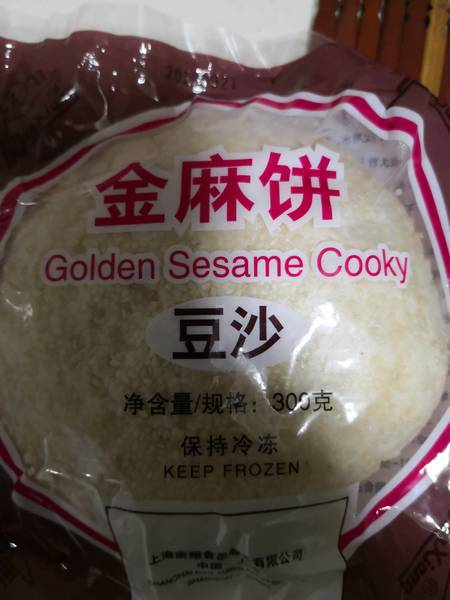 金麻饼
Golden Sesame Cooky
豆沙
净含量/规格：300克
保持冷冻
KEEP FROZEN